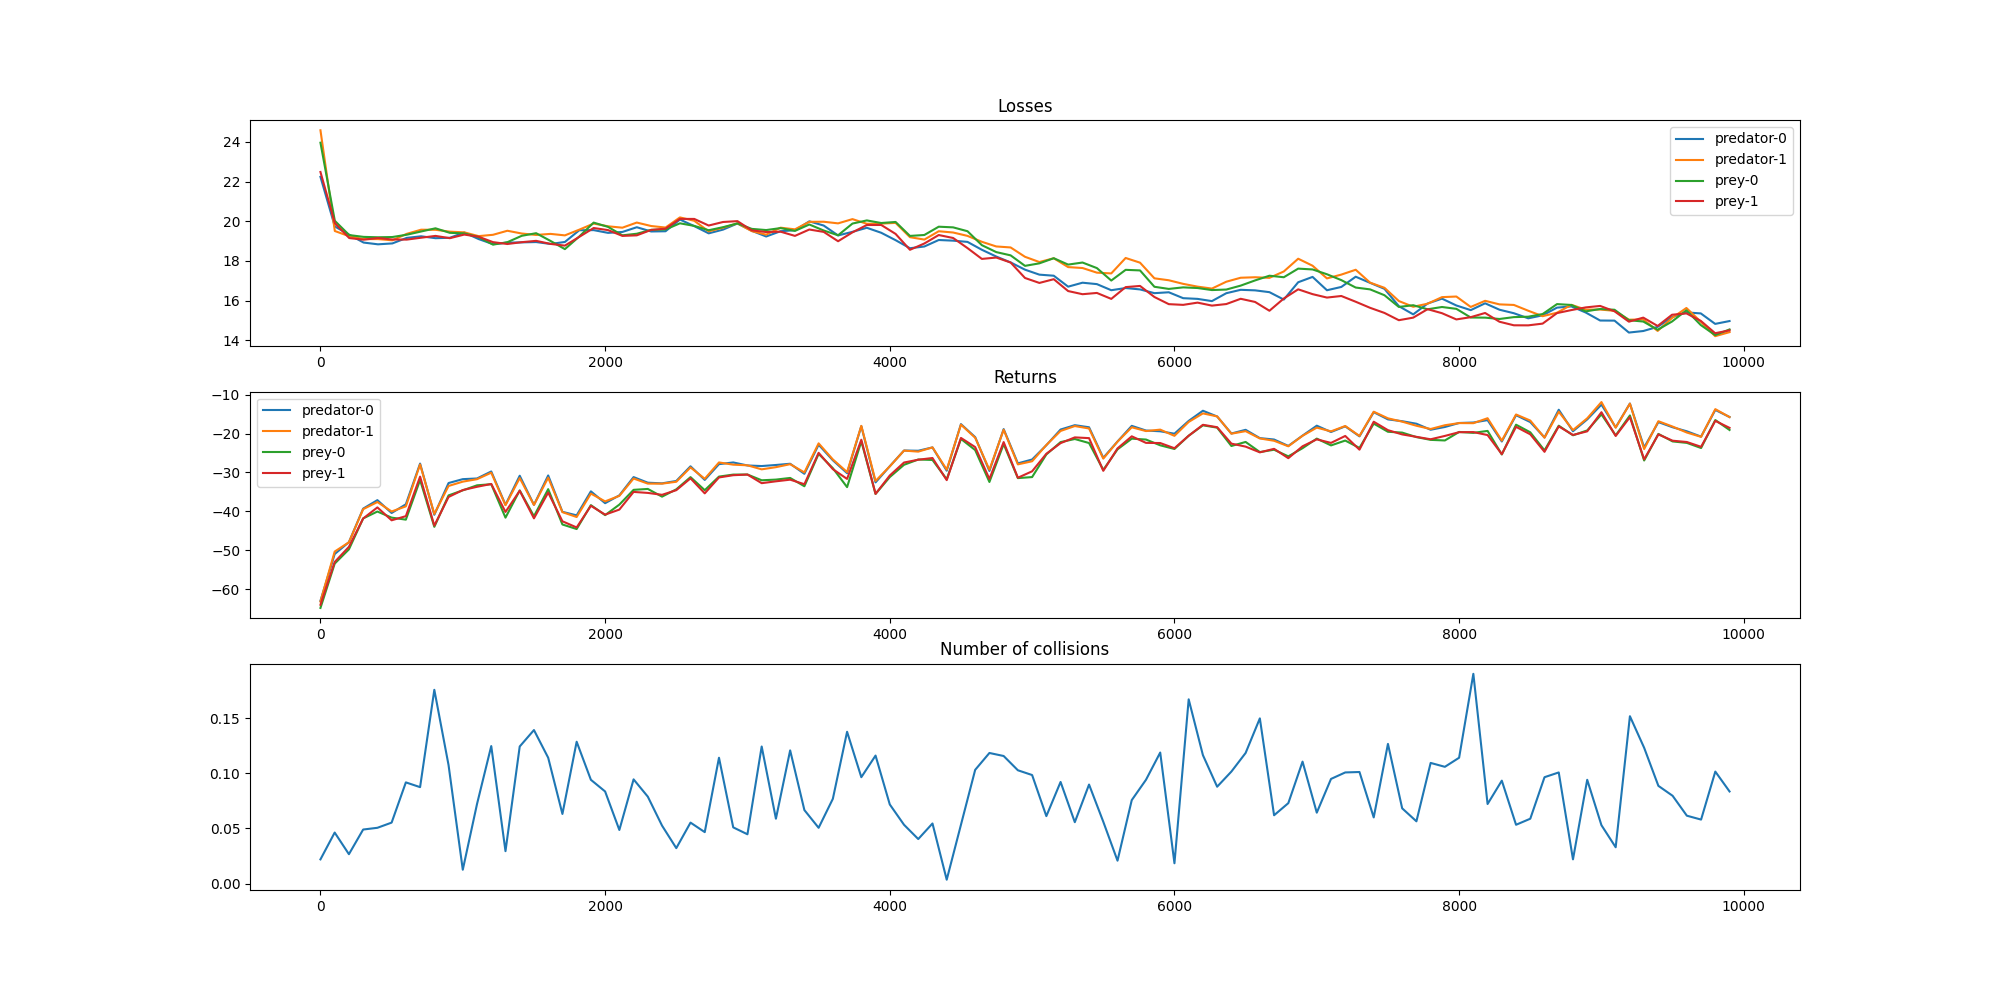 Losses
24
22
20
18
16
14
predator-0
predator-1
prey-0
prey-1
0 2000 4000 6000 8000 10000
Returns
−10
−20
−30
−40
−50
−60
predator-0
predator-1
prey-0
prey-1
0 2000 4000 6000 8000 10000
Number of collisions
0.15
0.10
0.05
0.00
0 2000 4000 6000 8000 10000